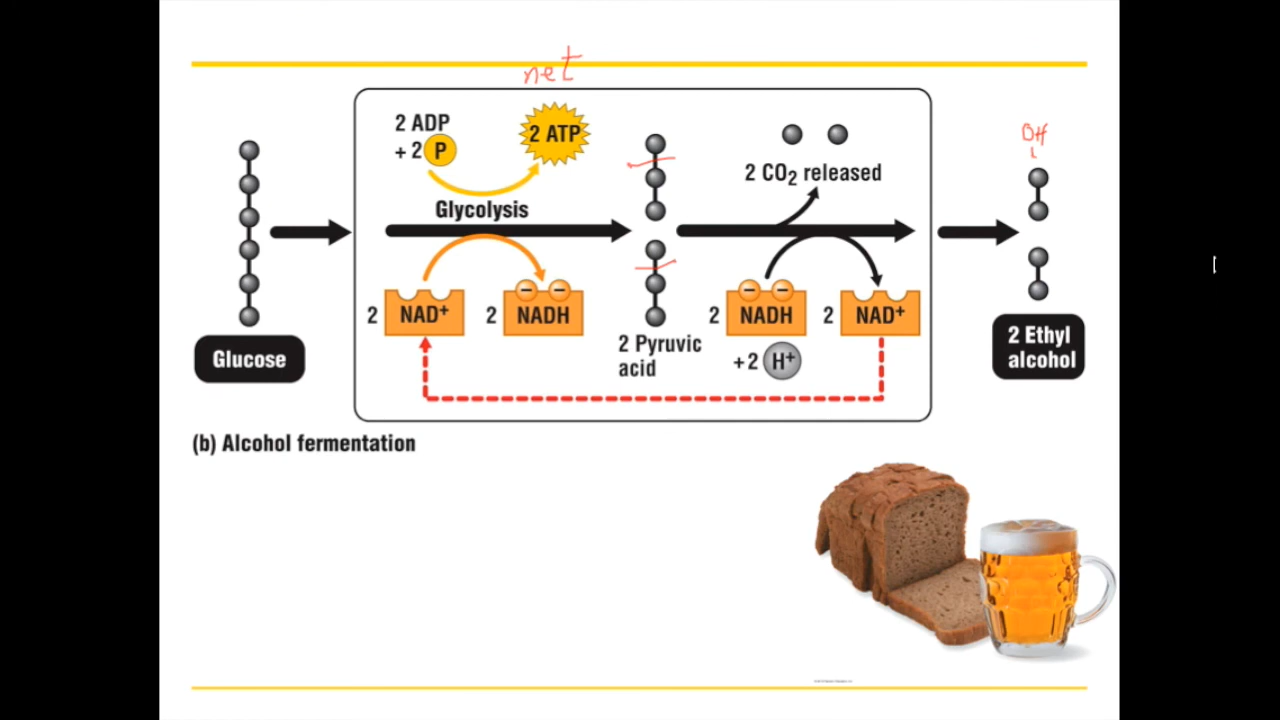 net
2 ADP
+ 2 P
2 ATP
Glycolysis
2 NAD+
2 NADH
Glucose
2 Pyruvic
acid
2 CO₂ released
2 NADH
+ 2 H+
2 NAD+
OH
2 Ethyl
alcohol
(b) Alcohol fermentation